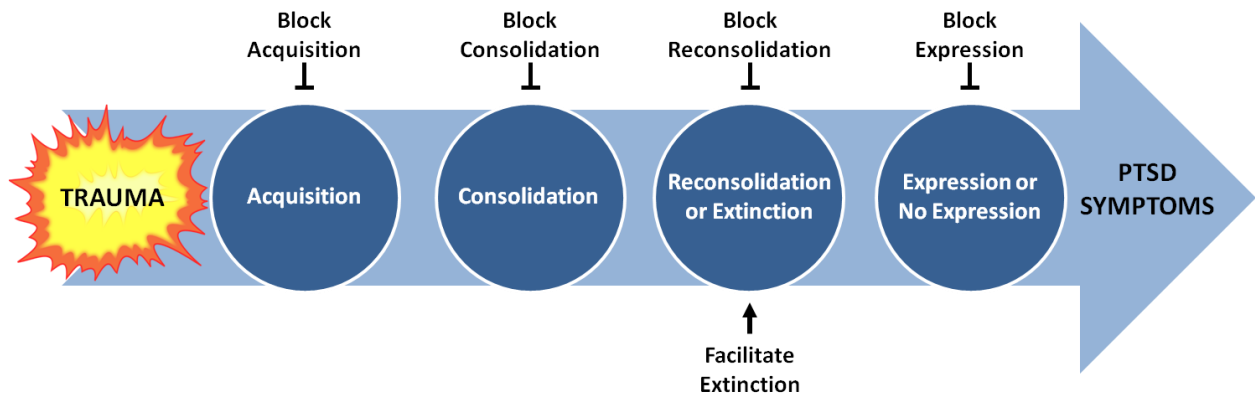 Block
Acquisition
Block
Consolidation
Block
Reconsolidation
Block
Expression
TRAUMA
Acquisition
Consolidation
Reconsolidation
or Extinction
Expression or
No Expression
PTSD
SYMPTOMS
Facilitate
Extinction